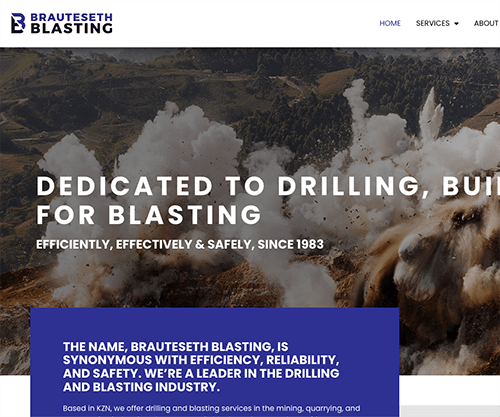 BRAUTESETH
BLASTING
HOME SERVICES ABOUT
DEDICATED TO DRILLING, BUI
FOR BLASTING
EFFICIENTLY, EFFECTIVELY & SAFELY, SINCE 1983
THE NAME, BRAUTESETH BLASTING, IS
SYNONYMOUS WITH EFFICIENCY, RELIABILITY,
AND SAFETY. WE’RE A LEADER IN THE DRILLING
AND BLASTING INDUSTRY.
Based in KZN, we offer drilling and blasting services in the mining, quarrying, and